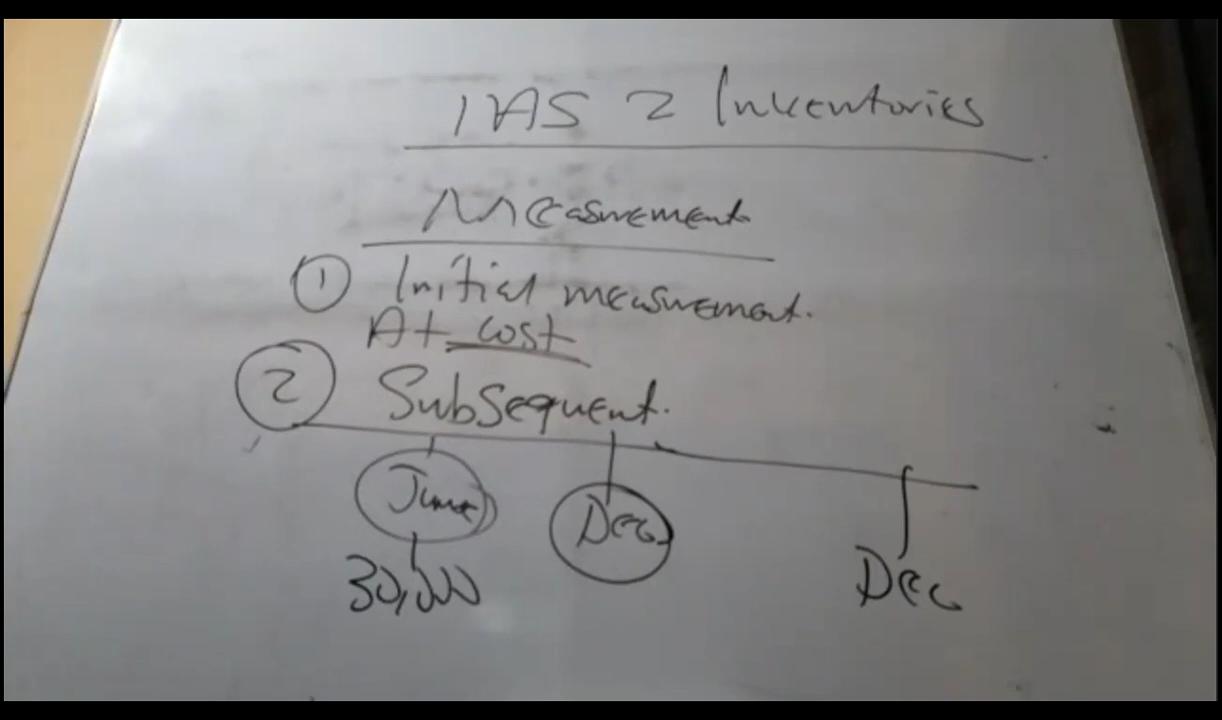 IAS 2 Inventories
Measurement
① Initial measurement.
At cost
② Subsequent.
June Dec Dec
30,000